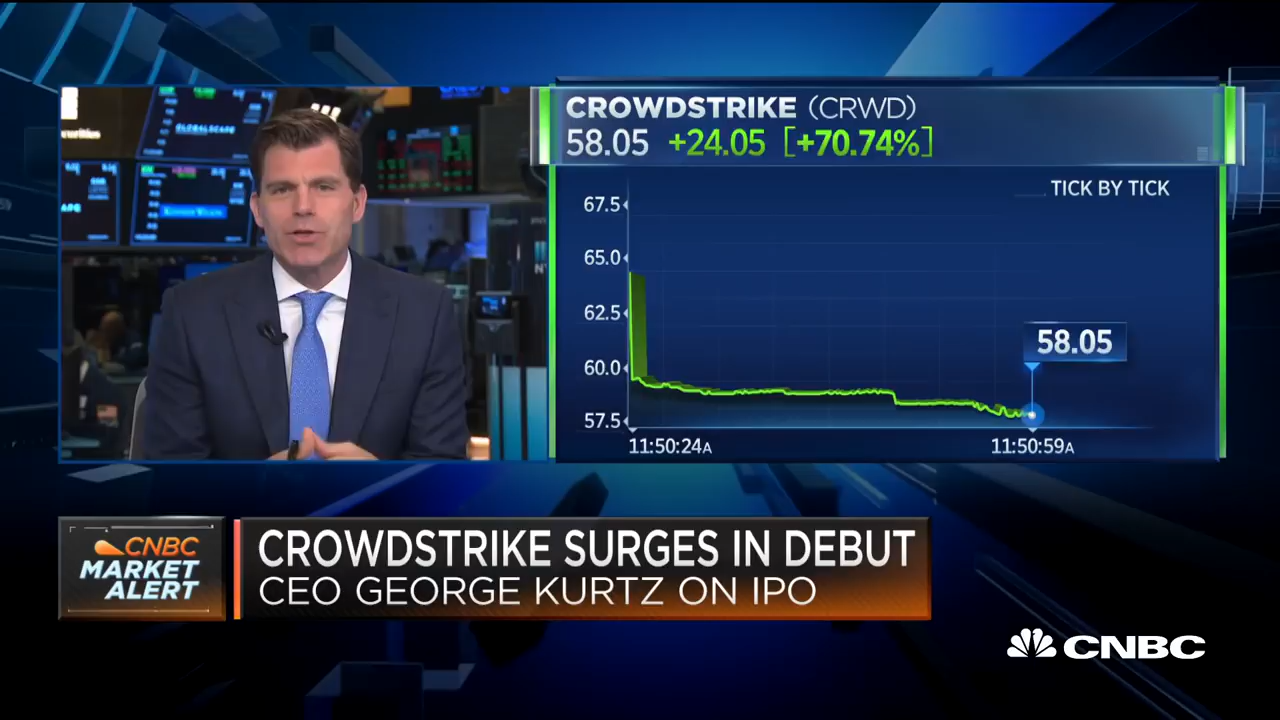 GLOBALSCAPE
CROWDSTRIKE (CRWD)
58.05 +24.05 [+70.74%]
TICK BY TICK
67.5
65.0
62.5
60.0
57.5
58.05
11:50:24A
11:50:59A
CNBC
MARKET
ALERT
CROWDSTRIKE SURGES IN DEBUT
CEO GEORGE KURTZ ON IPO
CNBC